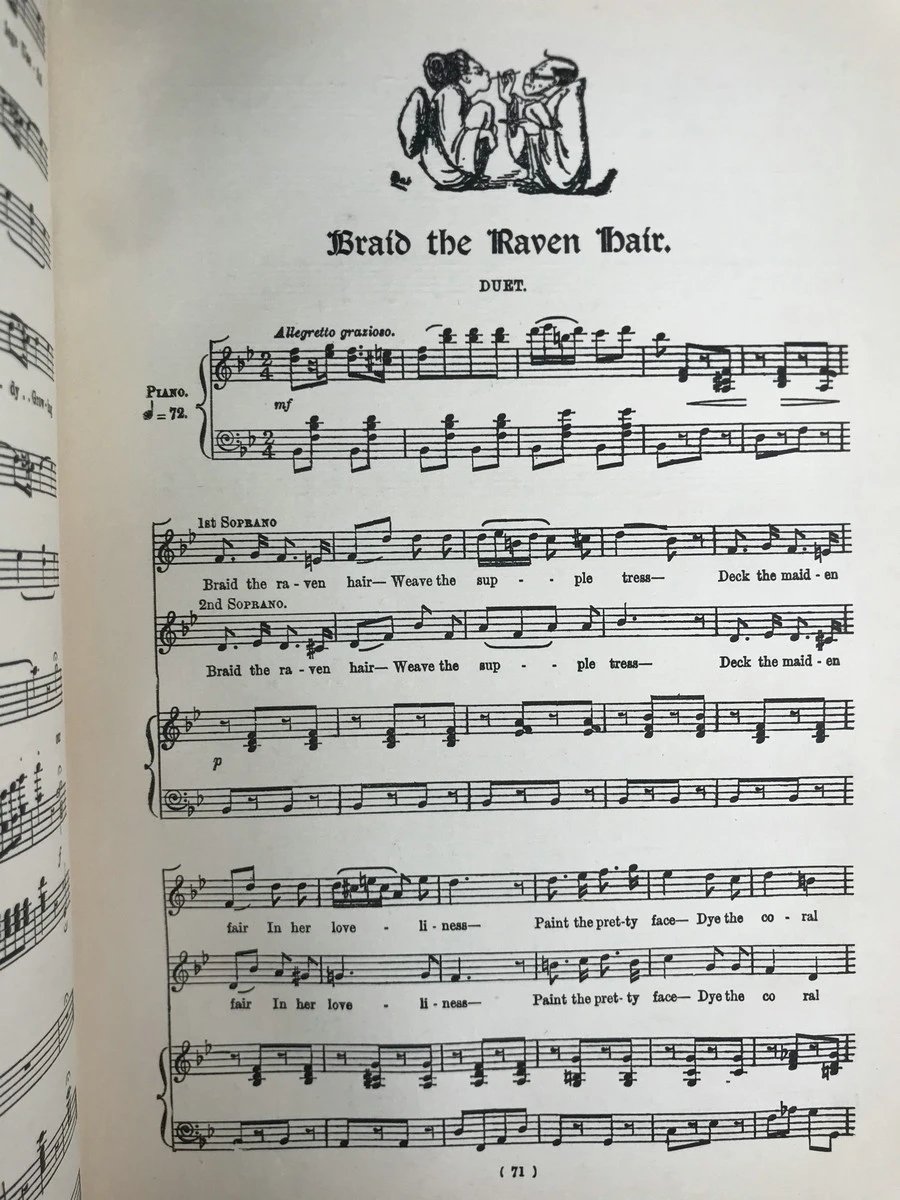 Braid the Raven Hair.
DUET.
Allegretto grazioso.
PIANO.
= 72.
mf
1st SOPRANO
Braid the ra - ven hair— Weave the sup - - ple tress— Deck the maid - en
2nd SOPRANO.
Braid the ra - ven hair— Weave the sup - - ple tress— Deck the maid - en
p
fair In her love - li - ness— Paint the pret-ty face— Dye the co - ral
fair In her love - li - ness— Paint the pret-ty face— Dye the co ral
( 71 )